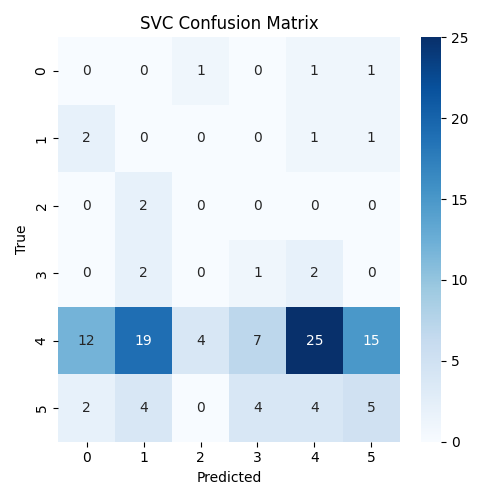 SVC Confusion Matrix
25
0 0 0 1 0 1 1
20
1 2 0 0 0 1 1
15
2 0 2 0 0 0 0
True
3 0 2 0 1 2 0
10
4 12 19 4 7 25 15
5
5 2 4 0 4 4 5
0
0 1 2 3 4 5
Predicted